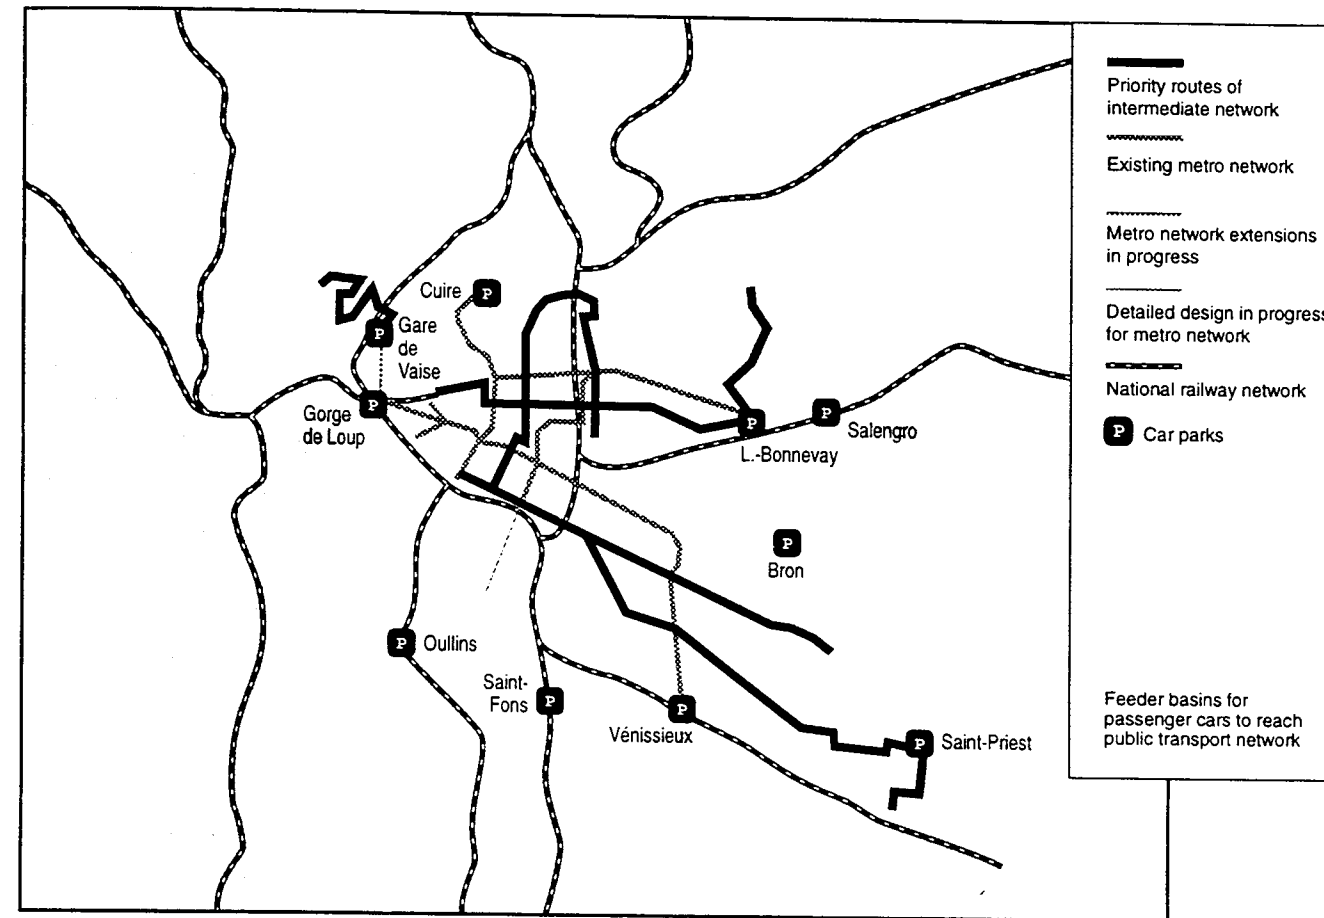 Cuire
P
P
Gare
de
Vaise
P
Gorge
de Loup
P
L.-Bonnevay
P
Salengro
P
Bron
P
Oullins
P
Saint-
Fons
P
Vénissieux
P
Saint-Priest
Priority routes of
intermediate network
Existing metro network
Metro network extensions
in progress
Detailed design in progress
for metro network
National railway network
P
Car parks
Feeder basins for
passenger cars to reach
public transport network